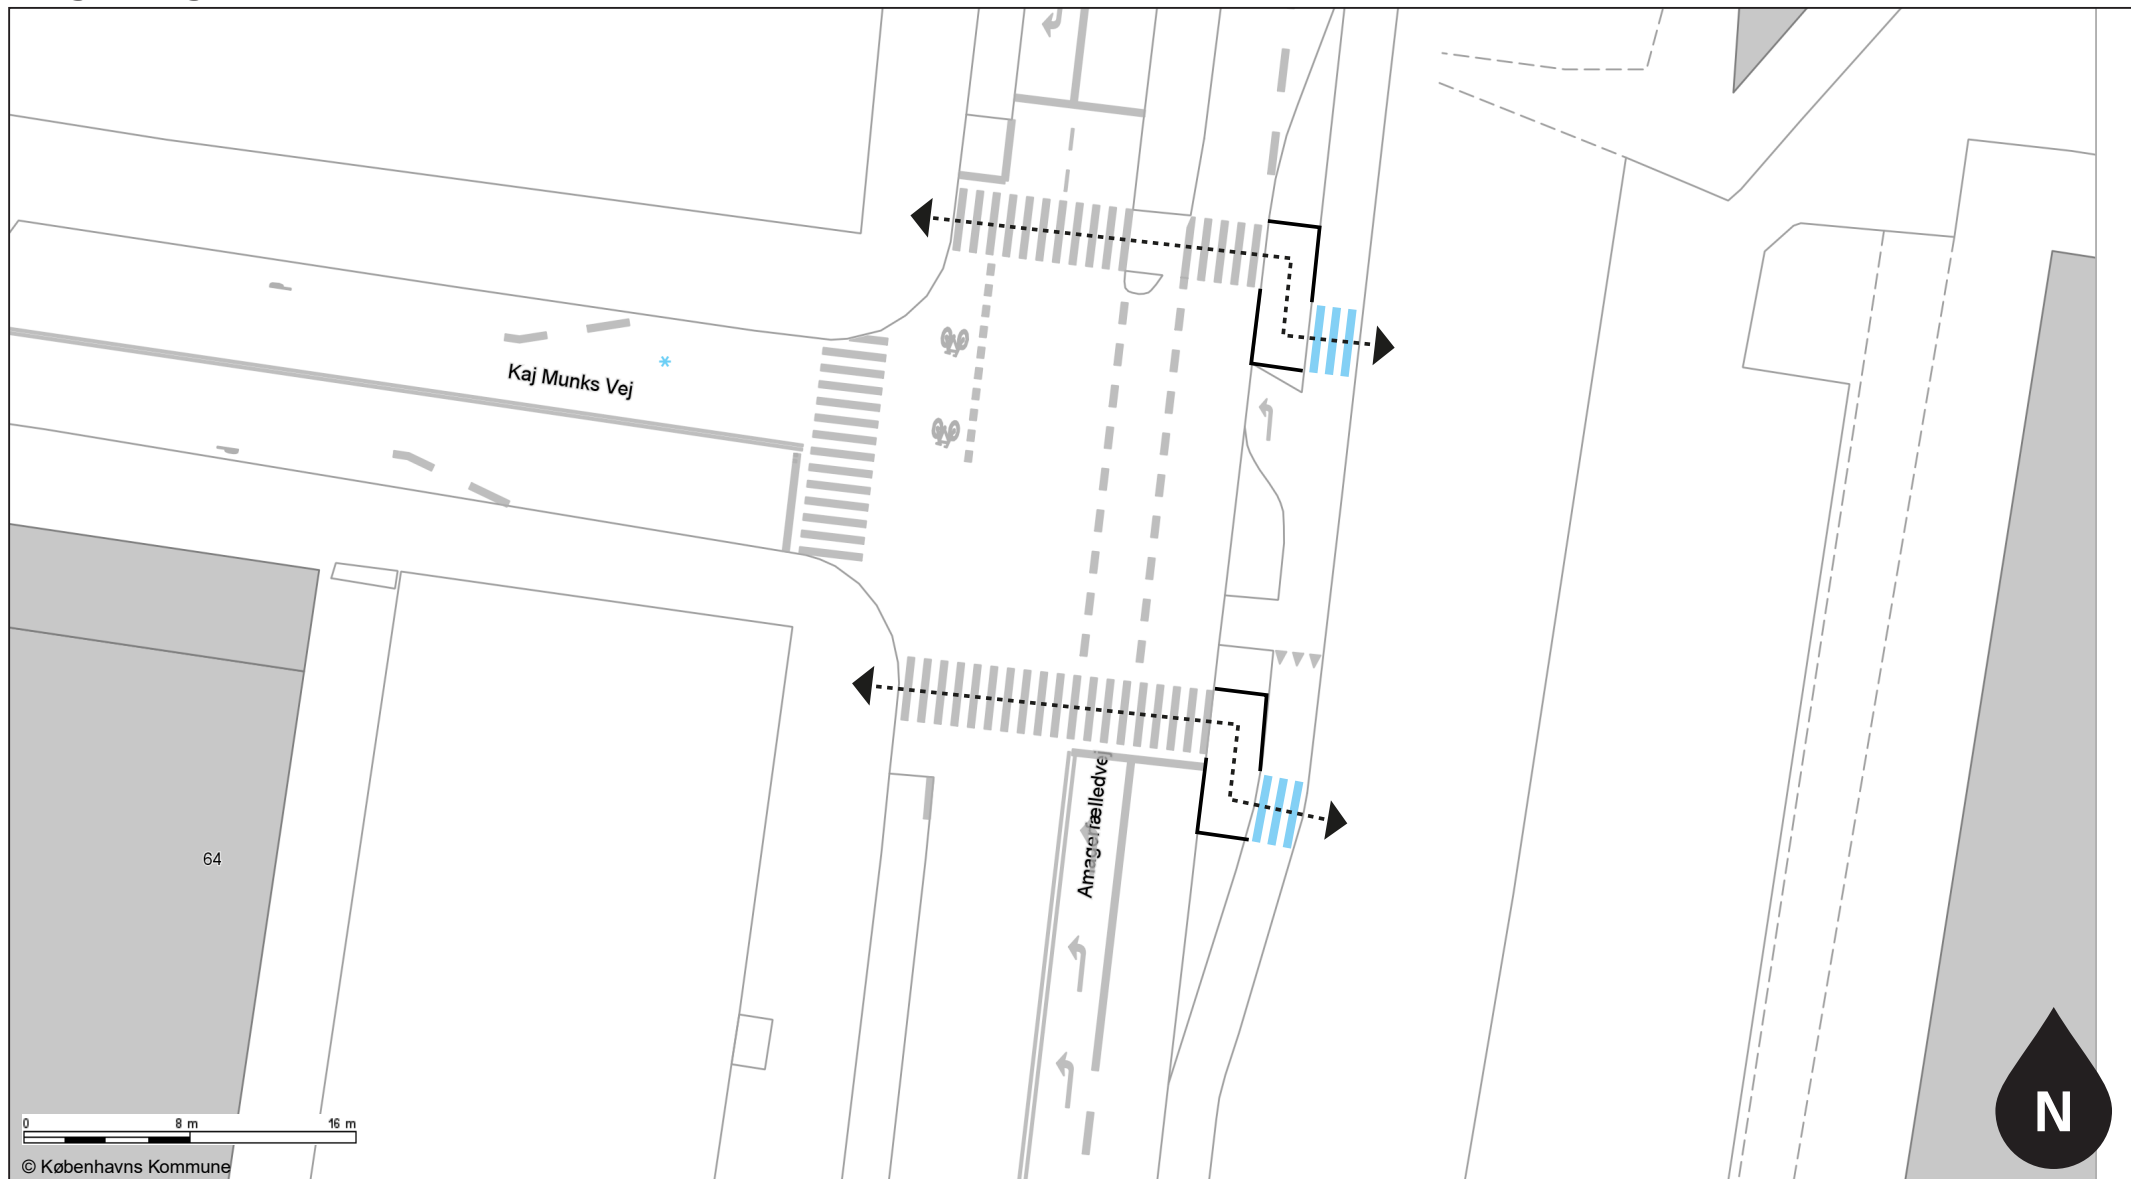 Kaj Munks Vej
Amagerfælledvej
64
0 8 m 16 m
© Københavns Kommune
N